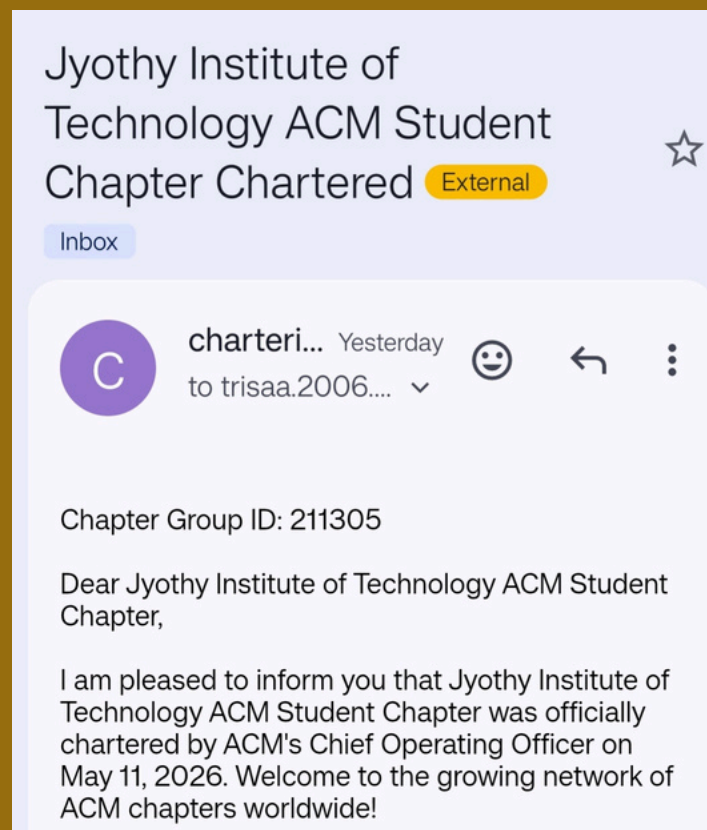 Jyothy Institute of
Technology ACM Student
Chapter Chartered External
Inbox
C
charteri... Yesterday
to trisaa.2006....
Chapter Group ID: 211305
Dear Jyothy Institute of Technology ACM Student
Chapter,
I am pleased to inform you that Jyothy Institute of
Technology ACM Student Chapter was officially
chartered by ACM's Chief Operating Officer on
May 11, 2026. Welcome to the growing network of
ACM chapters worldwide!